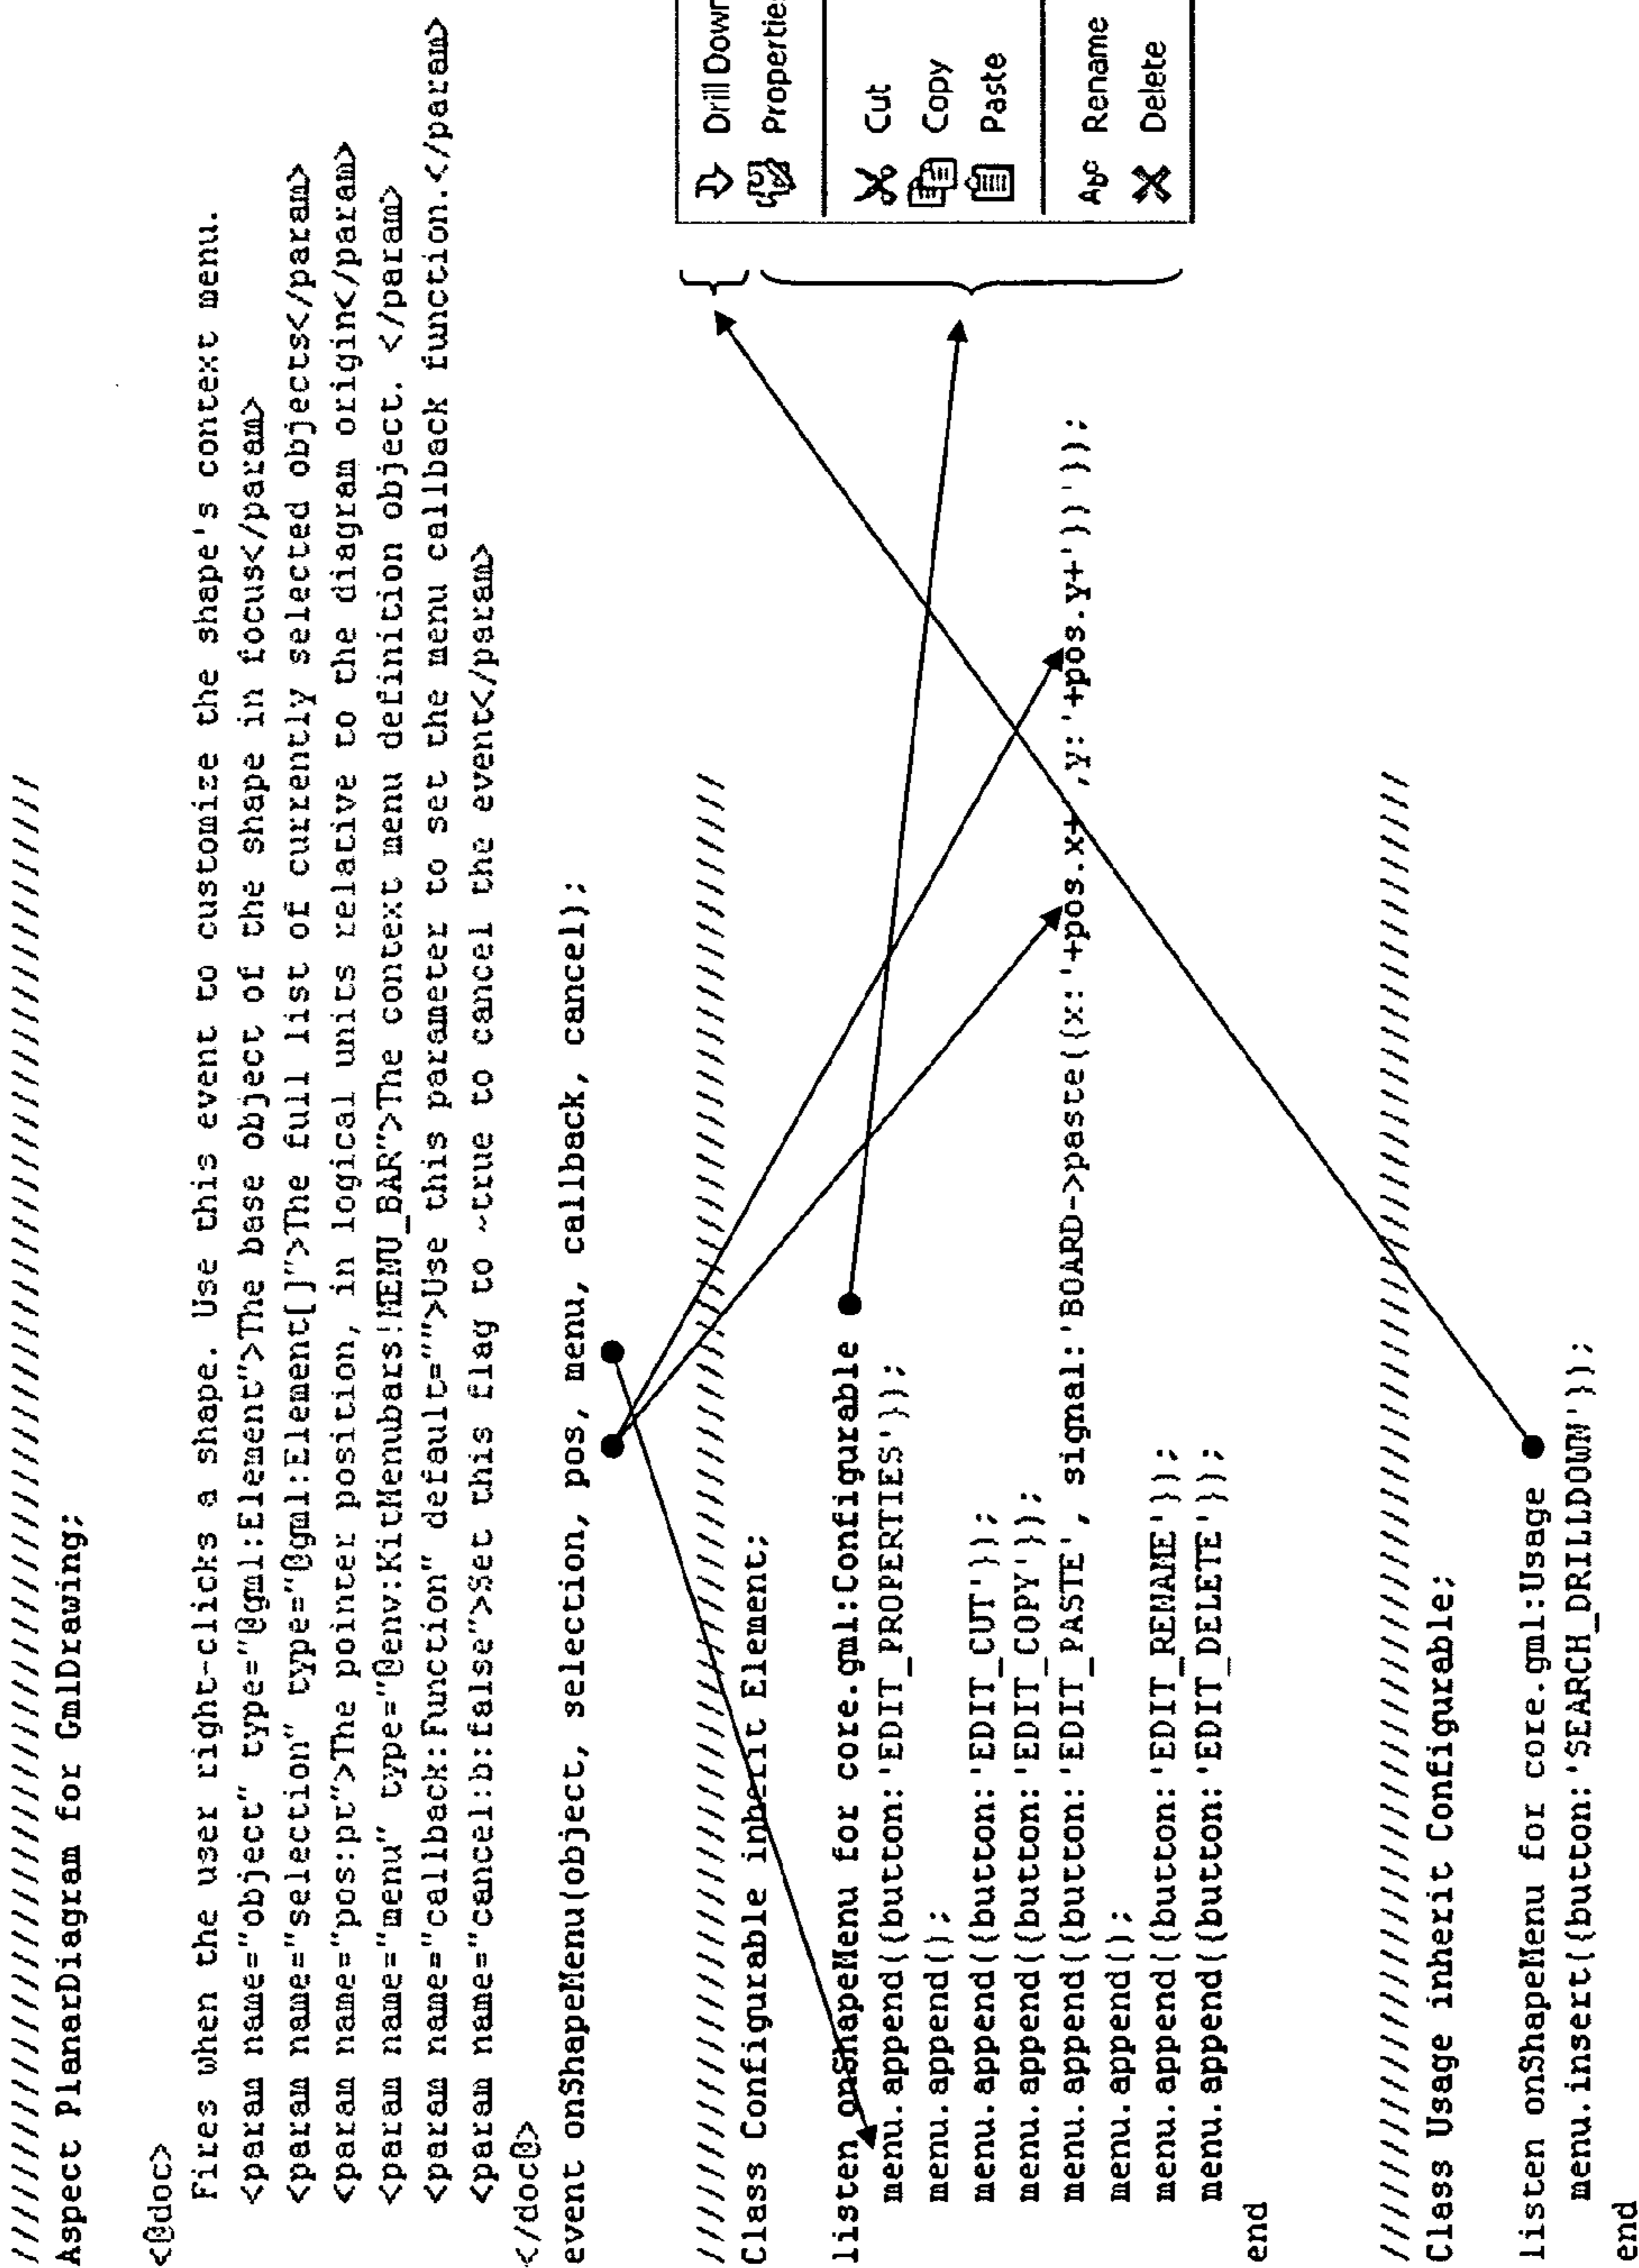 ////////////////////////////////////////////////////////////
Aspect PlanarDiagram for GmlDrawing;
<@doc>
Fires when the user right-clicks a shape. Use this event to customize the shape's context menu.
<param name="object" type="@gml:Element">The base object of the shape in focus</param>
<param name="selection" type="@gml:Element[]">The full list of currently selected objects</param>
<param name="pos:pt">The pointer position, in logical units relative to the diagram origin</param>
<param name="menu" type="@env:KitMenubars!MENU_BAR">The context menu definition object. </param>
<param name="callback:Function" default="">Use this parameter to set the menu callback function.</param>
<param name="cancel:b:false">Set this flag to ~true to cancel the event</param>
</doc@>
event onShapeMenu(object, selection, pos, menu, callback, cancel);
////////////////////////////////////////////////////////////
Class Configurable inherit Element;
listen onShapeMenu for core.gml:Configurable
menu.append({button:'EDIT_PROPERTIES'});
menu.append();
menu.append({button:'EDIT_CUT'});
menu.append({button:'EDIT_COPY'});
menu.append({button:'EDIT_PASTE', signal:'BOARD->paste({x:'+pos.x+',y:'+pos.y+'})'});
menu.append();
menu.append({button:'EDIT_RENAME'});
menu.append({button:'EDIT_DELETE'});
end
////////////////////////////////////////////////////////////
Class Usage inherit Configurable;
listen onShapeMenu for core.gml:Usage
menu.insert({button:'SEARCH_DRILLDOWN'});
end
Drill Down
Properties
Cut
Copy
Paste
Abc Rename
Delete